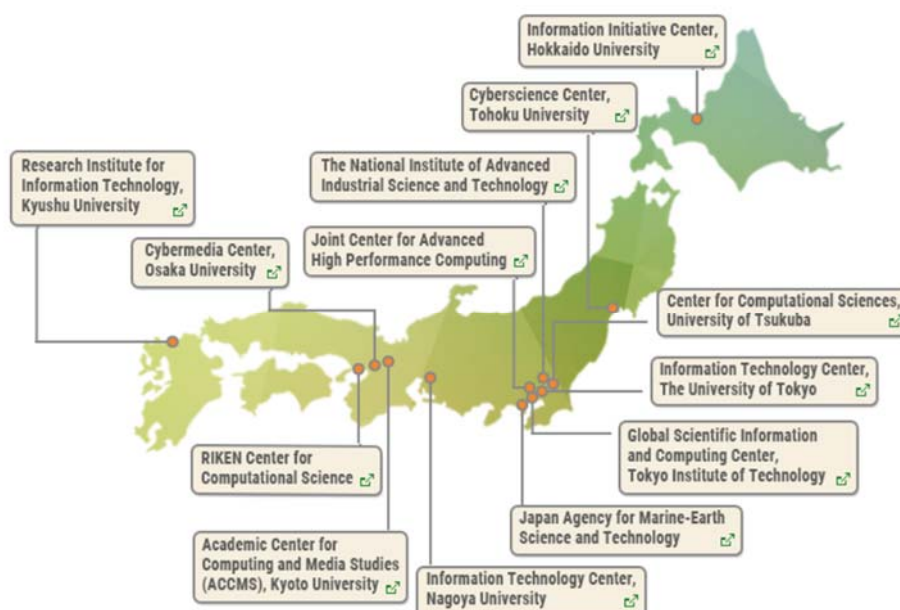 Information Initiative Center,
Hokkaido University
Cyberscience Center,
Tohoku University
Research Institute for
Information Technology,
Kyushu University
The National Institute of Advanced
Industrial Science and Technology
Cybermedia Center,
Osaka University
Joint Center for Advanced
High Performance Computing
Center for Computational Sciences,
University of Tsukuba
Information Technology Center,
The University of Tokyo
Global Scientific Information
and Computing Center,
Tokyo Institute of Technology
RIKEN Center for
Computational Science
Japan Agency for Marine-Earth
Science and Technology
Academic Center for
Computing and Media Studies
(ACCMS), Kyoto University
Information Technology Center,
Nagoya University